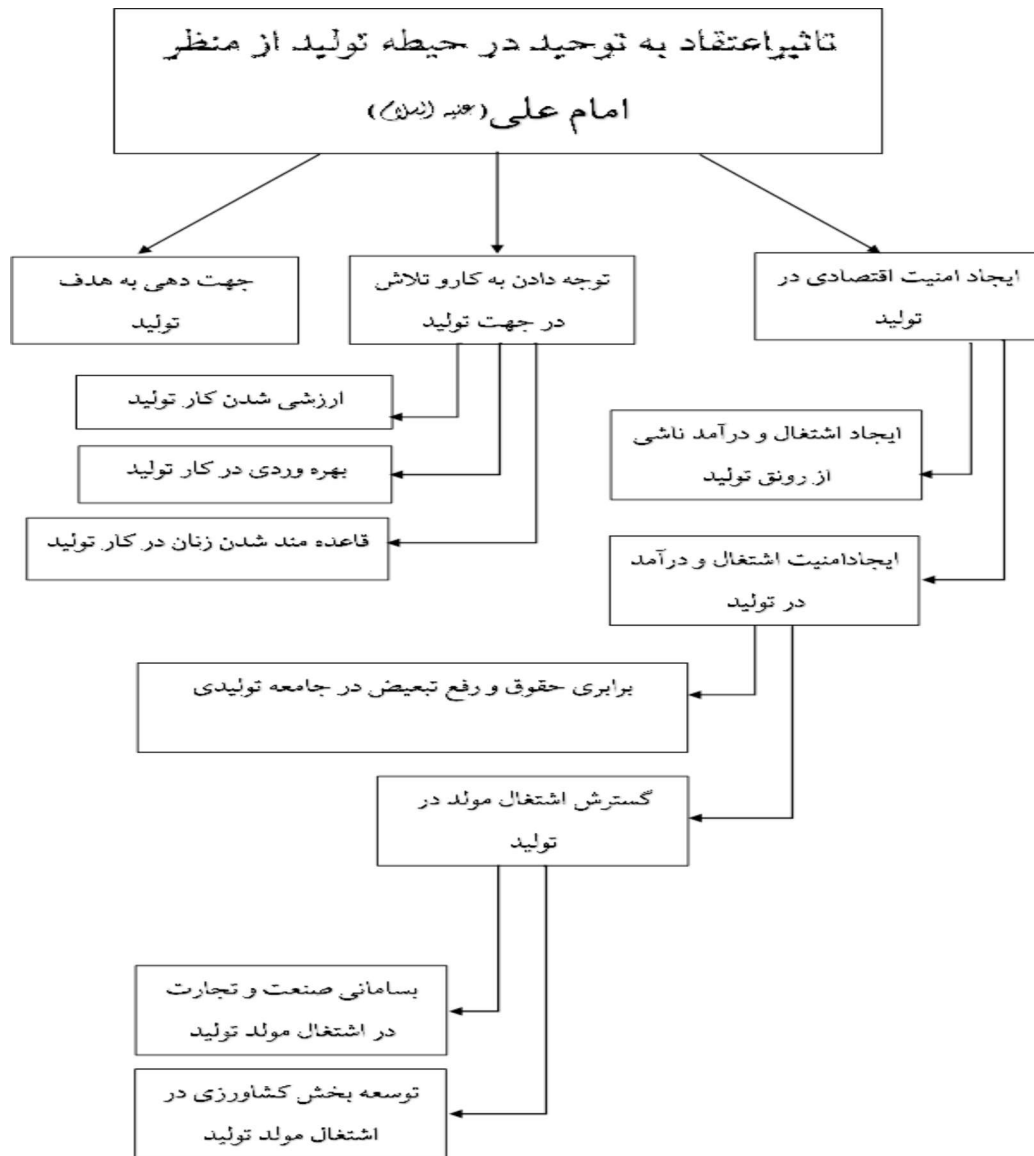 تاثیراعتقاد به توحید در حیطه تولید از منظر
امام علی(علیه السلام)
ایجاد امنیت اقتصادی در
تولید
توجه دادن به کارو تلاش
در جهت تولید
جهت دهی به هدف
تولید
ارزشی شدن کار تولید
بهره وردی در کار تولید
قاعده مند شدن زنان در کار تولید
ایجاد اشتغال و درآمد ناشی
از رونق تولید
ایجادامنیت اشتغال و درآمد
در تولید
برابری حقوق و رفع تبعیض در جامعه تولیدی
گسترش اشتغال مولد در
تولید
بسامانی صنعت و تجارت
در اشتغال مولد تولید
توسعه بخش کشاورزی در
اشتغال مولد تولید